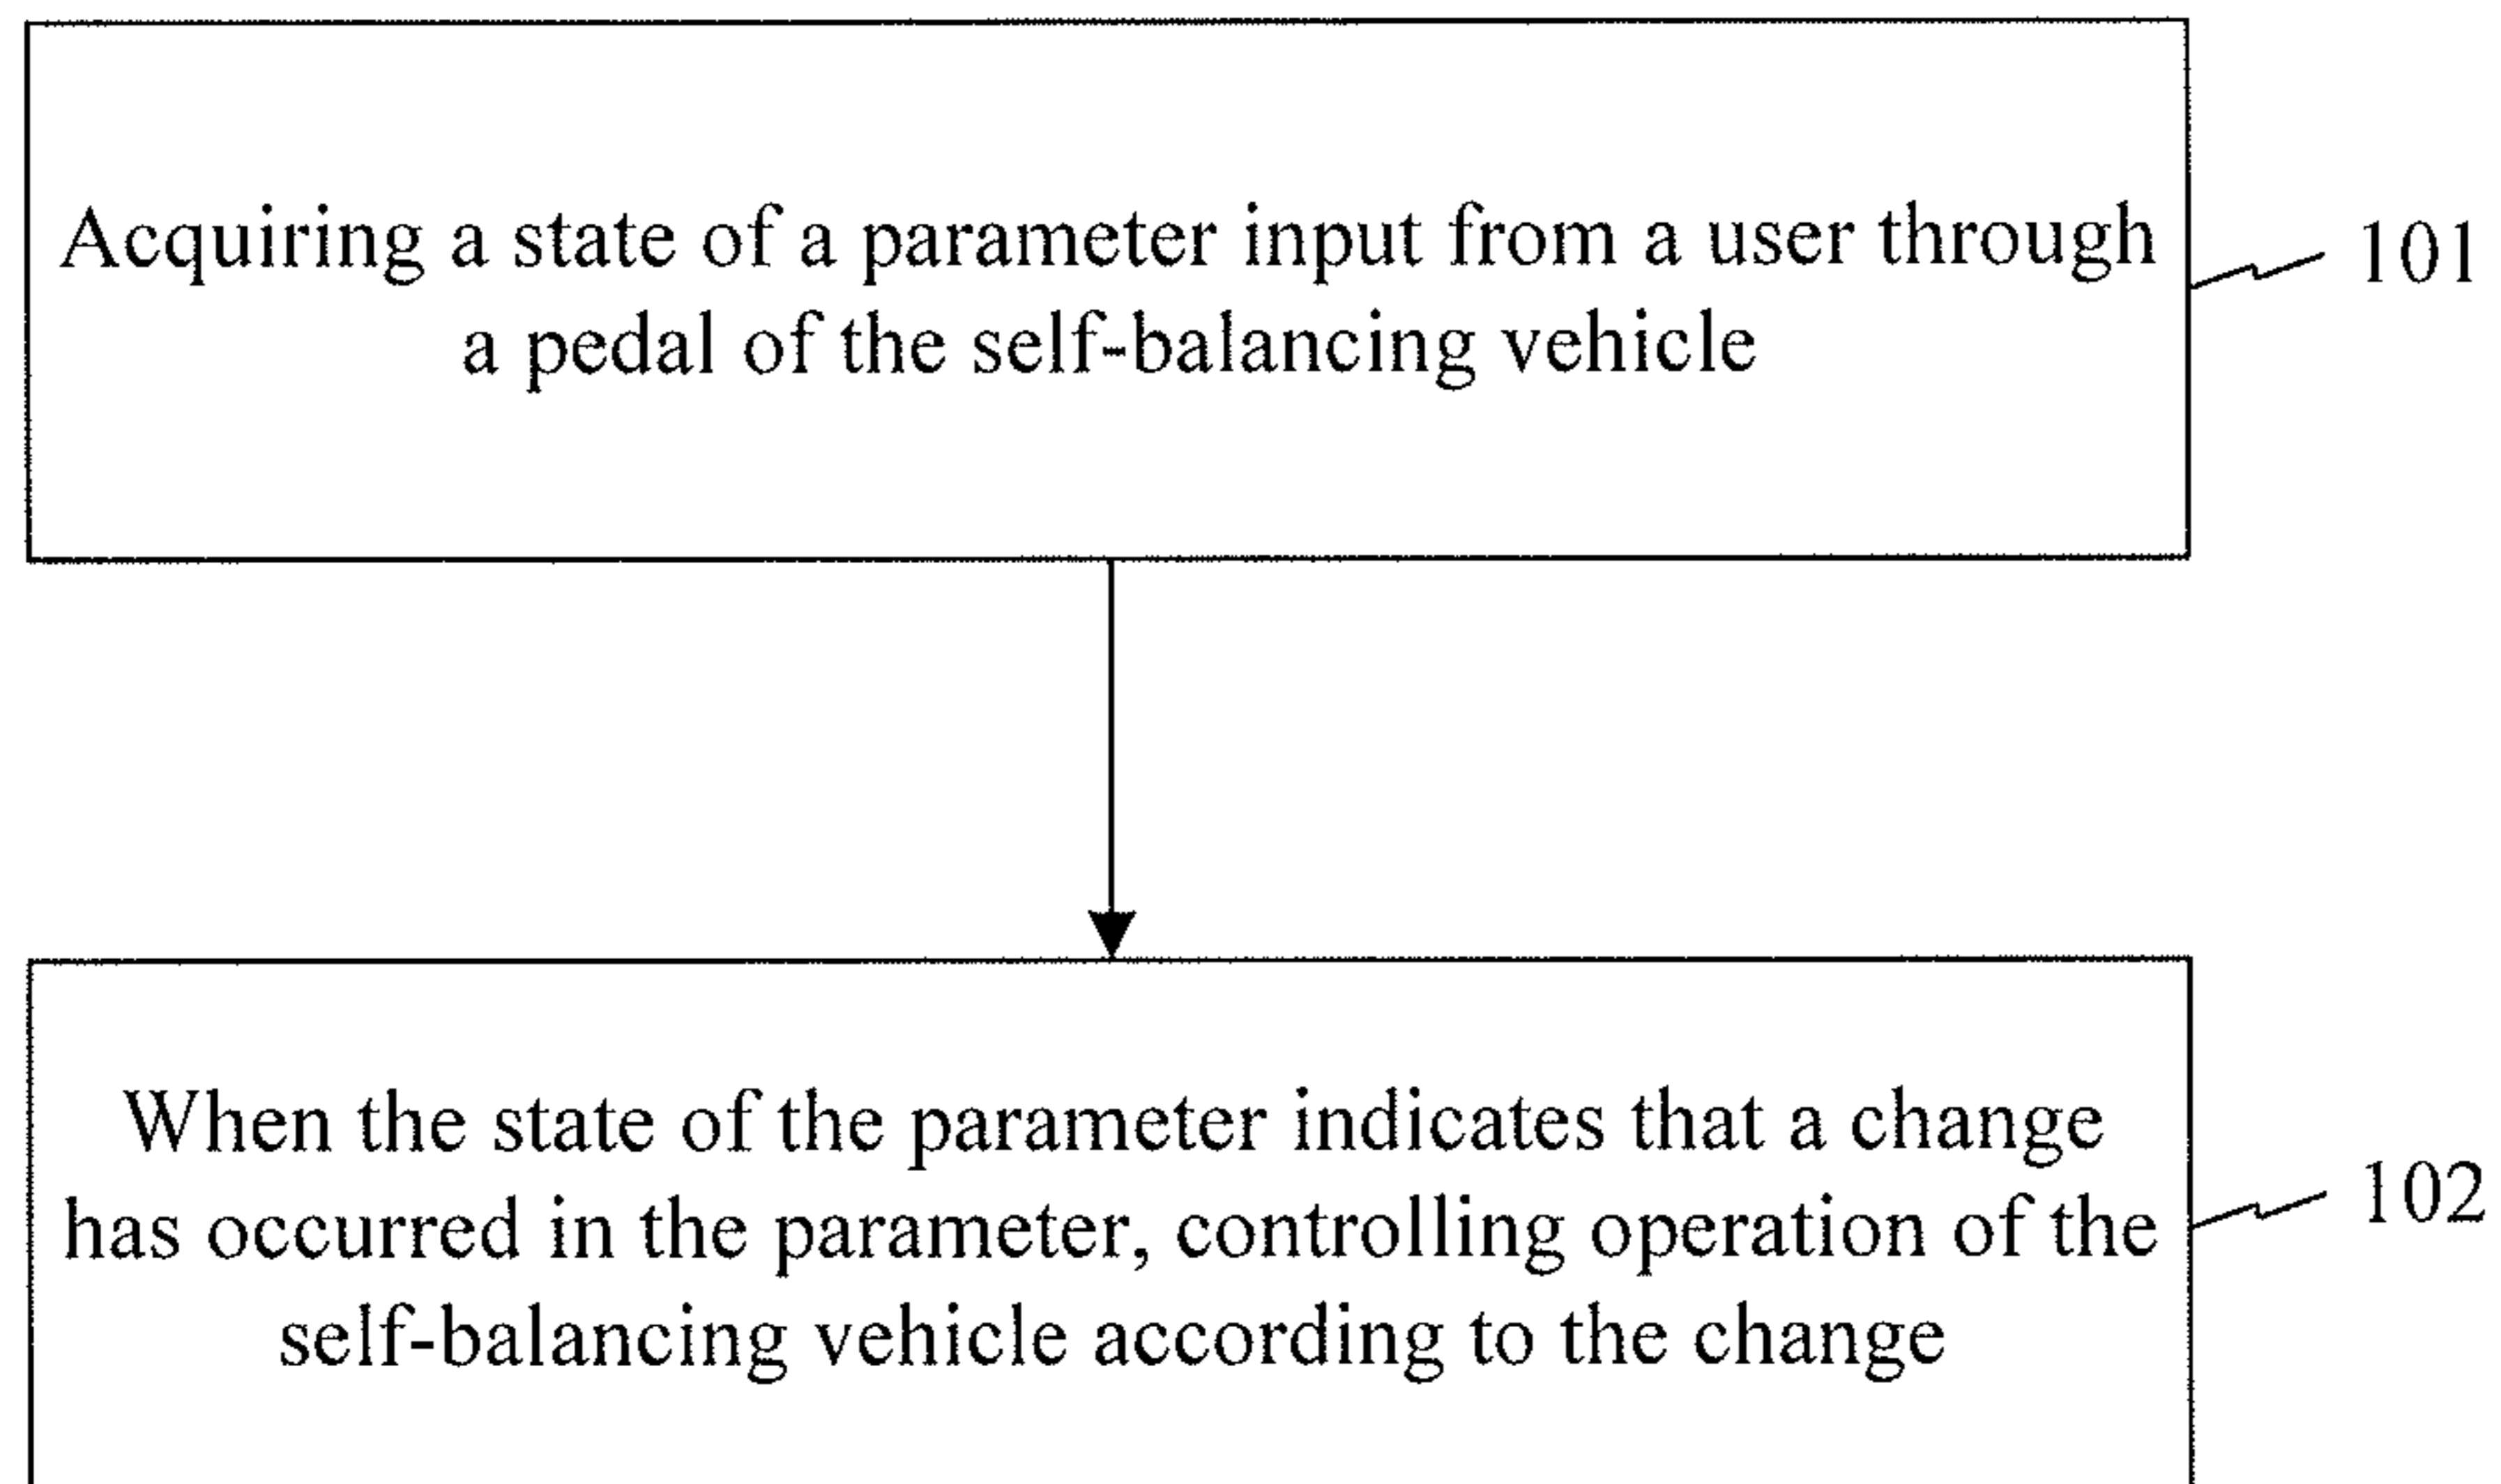 Acquiring a state of a parameter input from a user through
a pedal of the self-balancing vehicle
101
When the state of the parameter indicates that a change
has occurred in the parameter, controlling operation of the
self-balancing vehicle according to the change
102